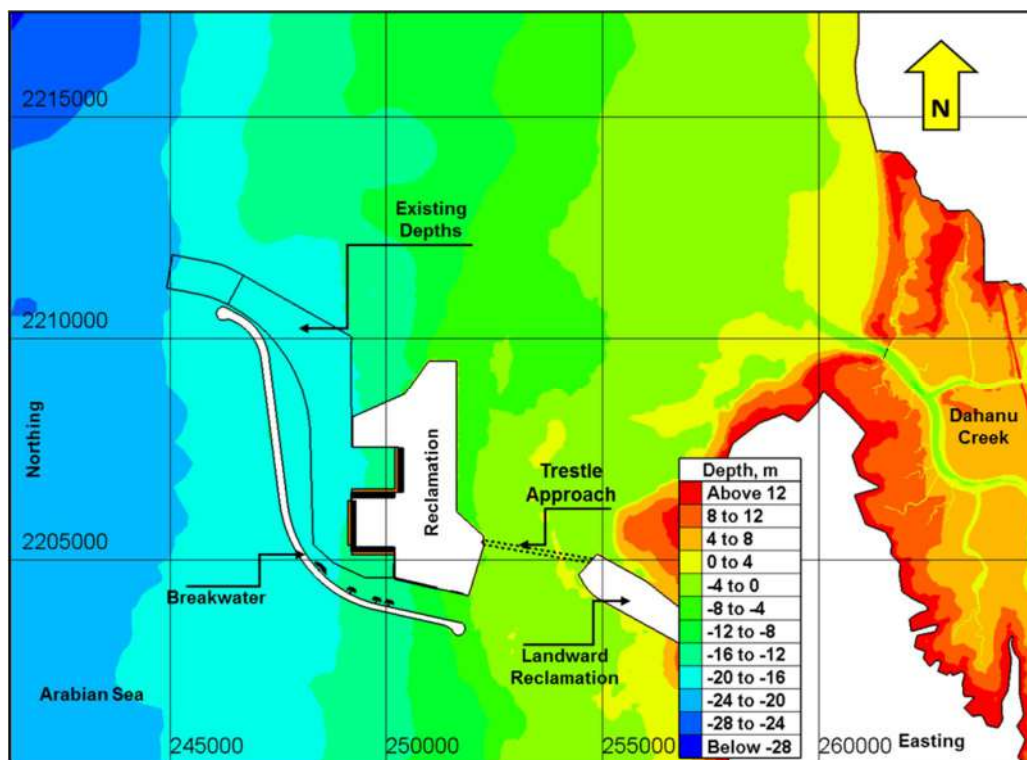 N
2215000
Existing
Depths
2210000
Northing
Reclamation
Dahanu
Creek
Trestle
Approach
Depth, m
Above 12
8 to 12
4 to 8
0 to 4
-4 to 0
-8 to -4
-12 to -8
-16 to -12
-20 to -16
-24 to -20
-28 to -24
Below -28
2205000
Breakwater
Landward
Reclamation
Arabian Sea
245000
250000
255000
260000
Easting